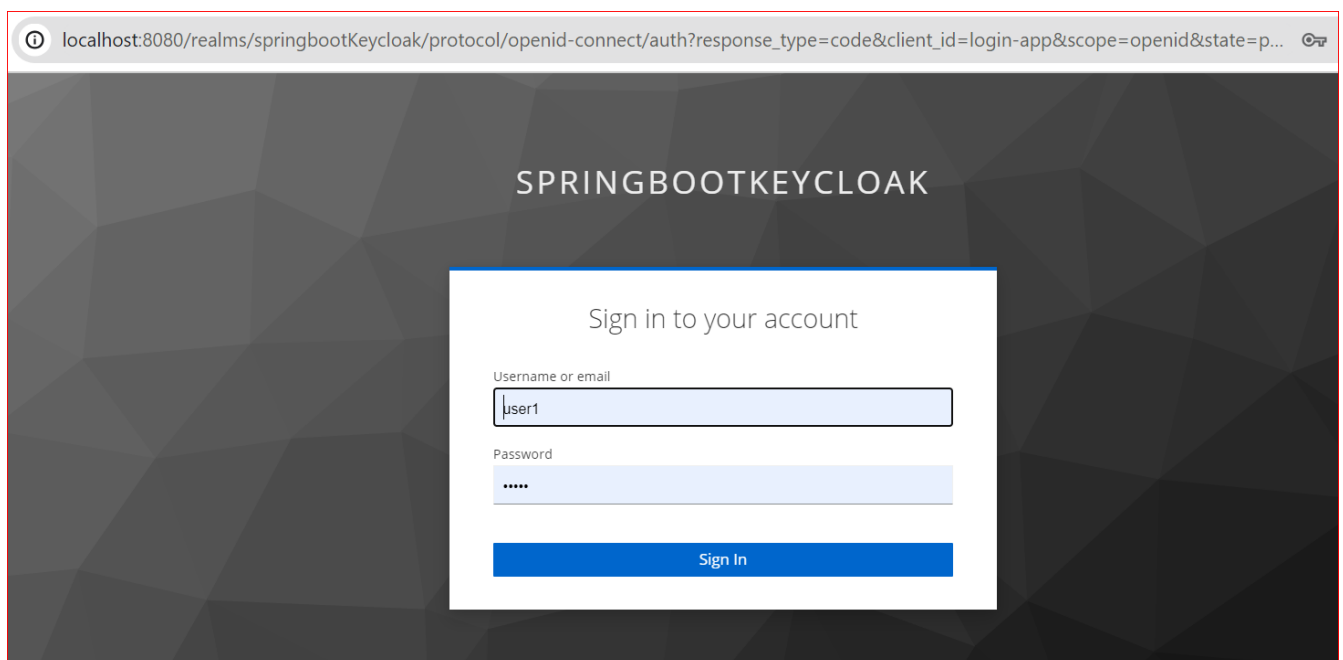 localhost:8080/realms/springbootKeycloak/protocol/openid-connect/auth?response_type=code&client_id=login-app&scope=openid&state=p...
SPRINGBOOTKEYCLOAK
Sign in to your account
Username or email
user1
Password
•••••
Sign In